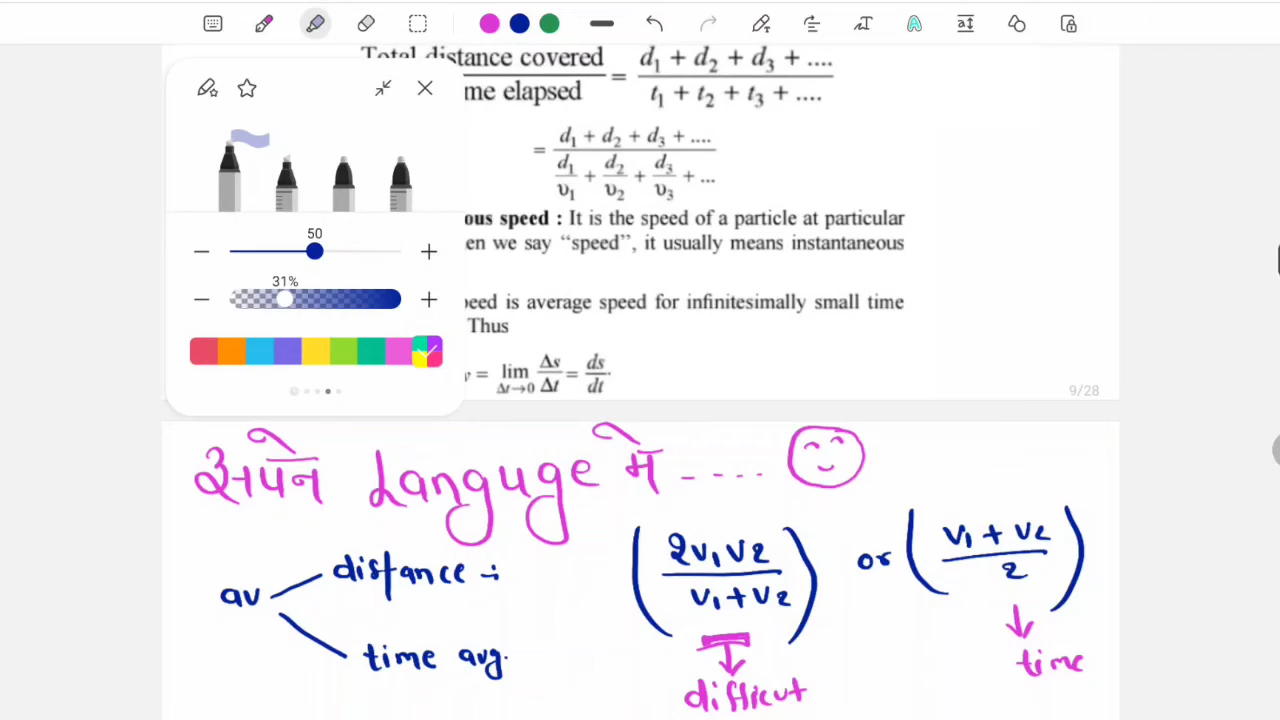 Total distance covered / me elapsed = d₁ + d₂ + d₃ + .... / t₁ + t₂ + t₃ + ....
= d₁ + d₂ + d₃ + .... / d₁/υ₁ + d₂/υ₂ + d₃/υ₃ + ...
50
ous speed : It is the speed of a particle at particular
en we say “speed”, it usually means instantaneous
31%
peed is average speed for infinitesimally small time
Thus
v = lim Δt→0 Δs/Δt = ds/dt.
9/28
अपने Languge में - - - . .
av distance :
time avg.
(2v₁v₂ / v₁ + v₂) or (v₁ + v₂ / 2)
difficut
time